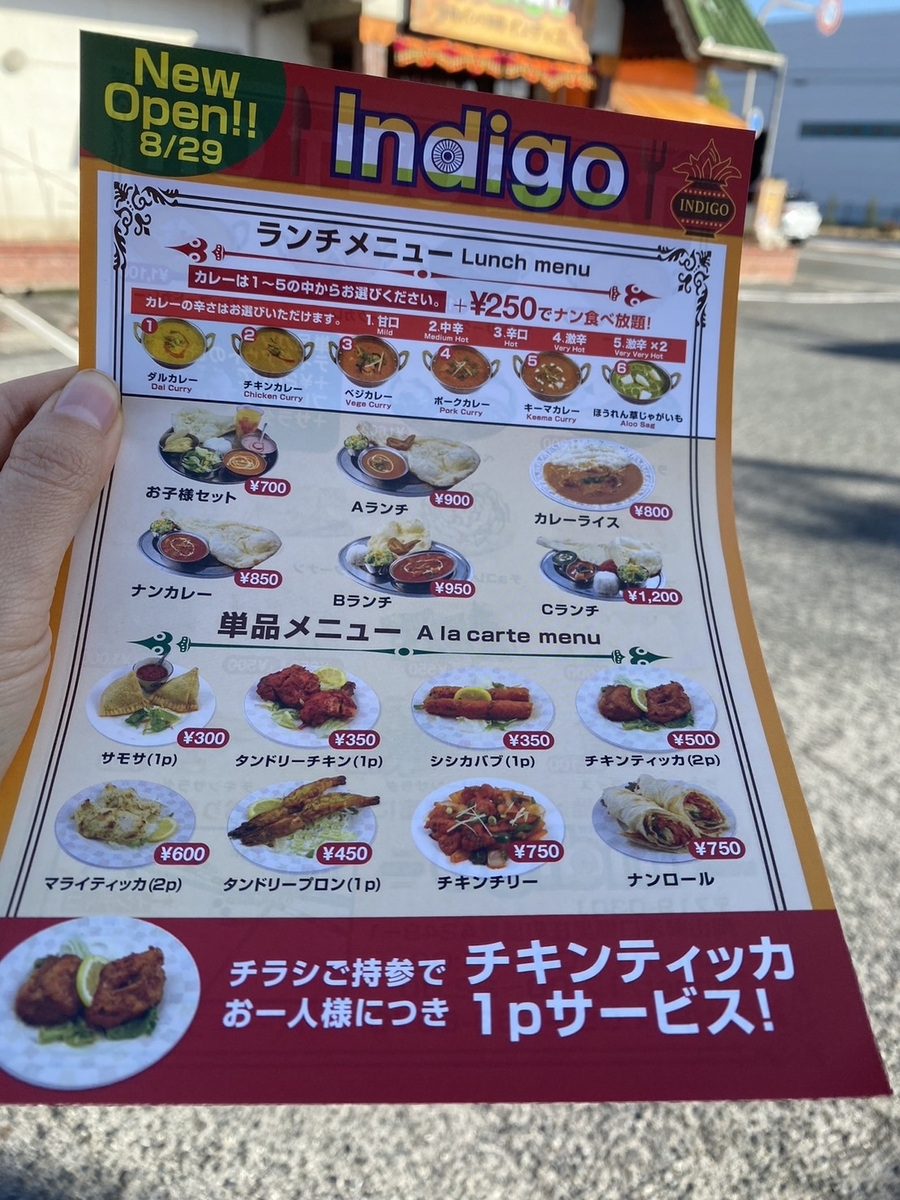 New
Open!!
8/29
Indigo
INDIGO
ランチメニュー Lunch menu
カレーは1〜5の中からお選びください。 +¥250でナン食べ放題!
カレーの辛さはお選びいただけます。 1.甘口 2.中辛 3.辛口 4.激辛 5.激辛×2
Mild Medium Hot Hot Very Hot Very Very Hot
1 2 3 4 5 6
ダルカレー チキンカレー ベジカレー ポークカレー キーマカレー ほうれん草じゃがいも
Dal Curry Chicken Curry Vege Curry Pork Curry Keema Curry Aloo Sag
¥700 ¥900 ¥800
お子様セット Aランチ カレーライス
¥850 ¥950 ¥1,200
ナンカレー Bランチ Cランチ
単品メニュー A la carte menu
¥300 ¥350 ¥350 ¥500
サモサ(1p) タンドリーチキン(1p) シシカバブ(1p) チキンティッカ(2p)
¥600 ¥450 ¥750 ¥750
マライティッカ(2p) タンドリープロン(1p) チキンチリー ナンロール
チラシご持参で チキンティッカ
お一人様につき 1pサービス!